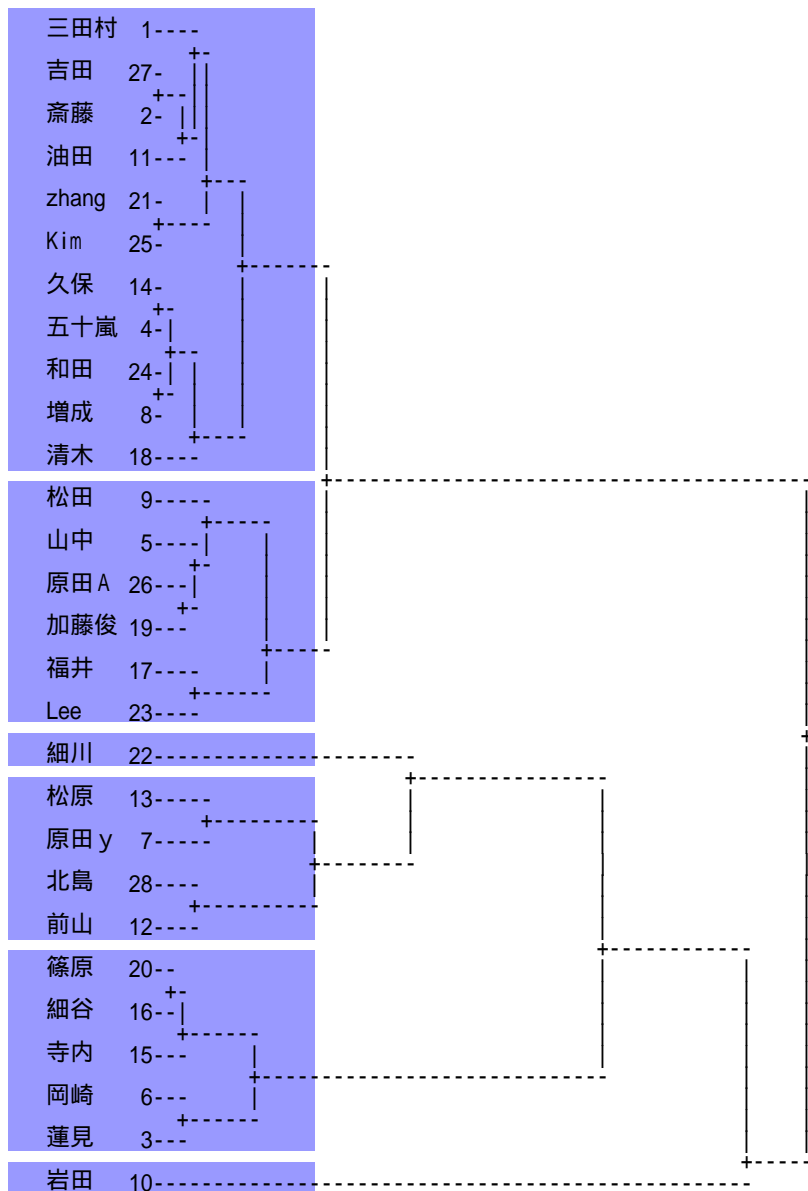 三田村 1
吉田 27
斎藤 2
油田 11
zhang 21
Kim 25
久保 14
五十嵐 4
和田 24
増成 8
清木 18
松田 9
山中 5
原田A 26
加藤俊 19
福井 17
Lee 23
細川 22
松原 13
原田y 7
北島 28
前山 12
篠原 20
細谷 16
寺内 15
岡崎 6
蓮見 3
岩田 10